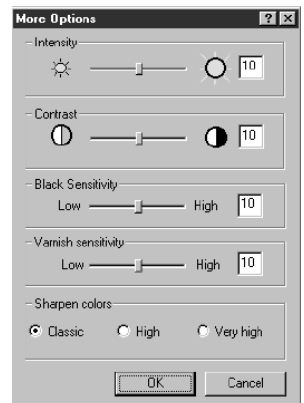 More Options
Intensity
10
Contrast
10
Black Sensitivity
Low High 10
Varnish sensitivity
Low High 10
Sharpen colors
Classic High Very high
OK Cancel